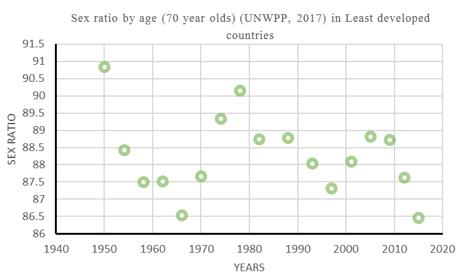 Sex ratio by age (70 year olds) (UNWPP, 2017) in Least developed
countries
91.5
91
90.5
90
89.5
89
88.5
88
87.5
87
86.5
86
SEX RATIO
1940 1950 1960 1970 1980 1990 2000 2010 2020
YEARS